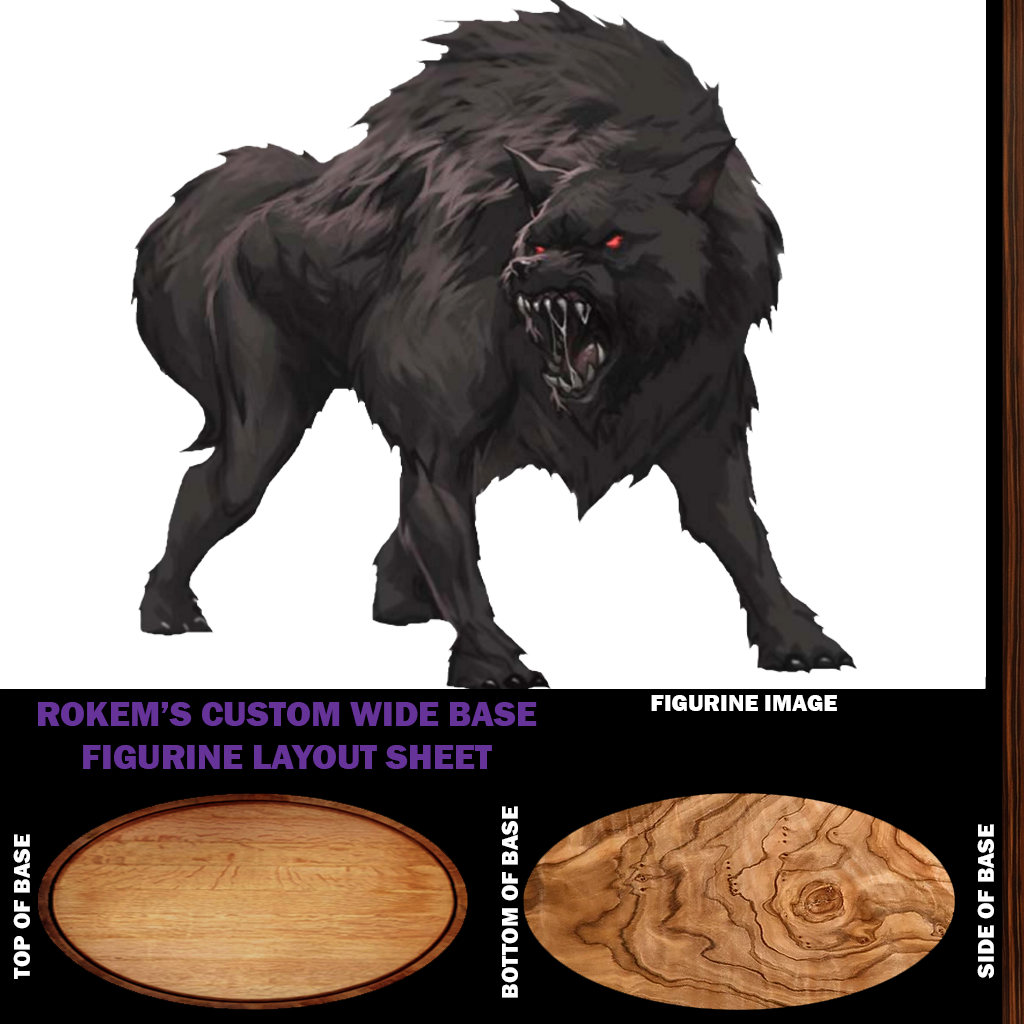 FIGURINE IMAGE
ROKEM'S CUSTOM WIDE BASE
FIGURINE LAYOUT SHEET
TOP OF BASE
BOTTOM OF BASE
SIDE OF BASE